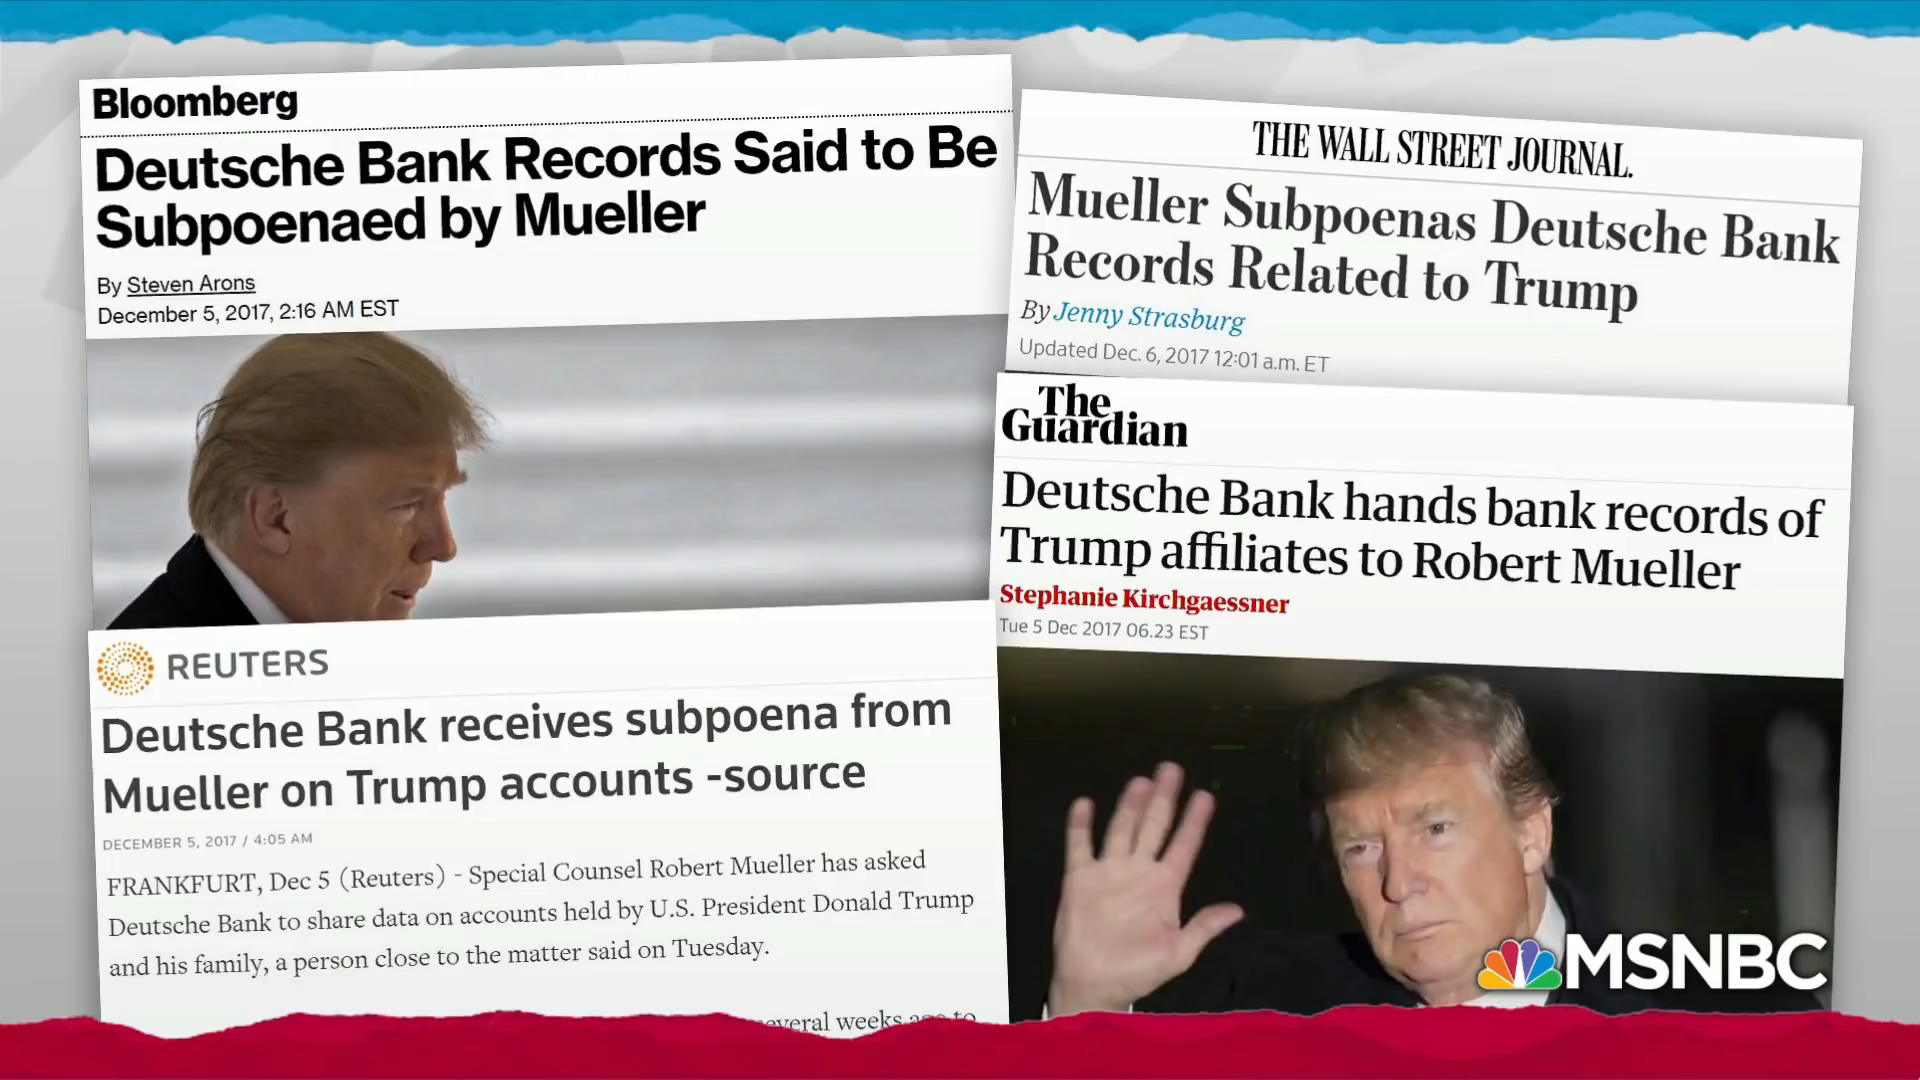 Bloomberg
Deutsche Bank Records Said to Be
Subpoenaed by Mueller
By Steven Arons
December 5, 2017, 2:16 AM EST
THE WALL STREET JOURNAL.
Mueller Subpoenas Deutsche Bank
Records Related to Trump
By Jenny Strasburg
Updated Dec. 6, 2017 12:01 a.m. ET
The
Guardian
Deutsche Bank hands bank records of
Trump affiliates to Robert Mueller
Stephanie Kirchgaessner
Tue 5 Dec 2017 06.23 EST
REUTERS
Deutsche Bank receives subpoena from
Mueller on Trump accounts -source
DECEMBER 5, 2017 / 4:05 AM
FRANKFURT, Dec 5 (Reuters) - Special Counsel Robert Mueller has asked
Deutsche Bank to share data on accounts held by U.S. President Donald Trump
and his family, a person close to the matter said on Tuesday.
several weeks ago to
MSNBC